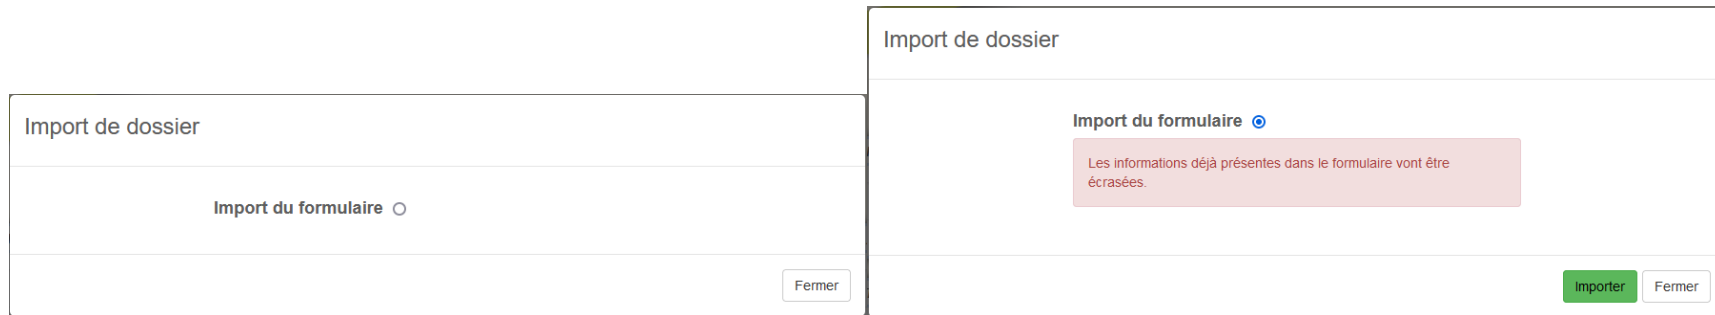 Import de dossier
Import du formulaire
Fermer
Import de dossier
Import du formulaire
Les informations déjà présentes dans le formulaire vont être
écrasées.
Importer
Fermer